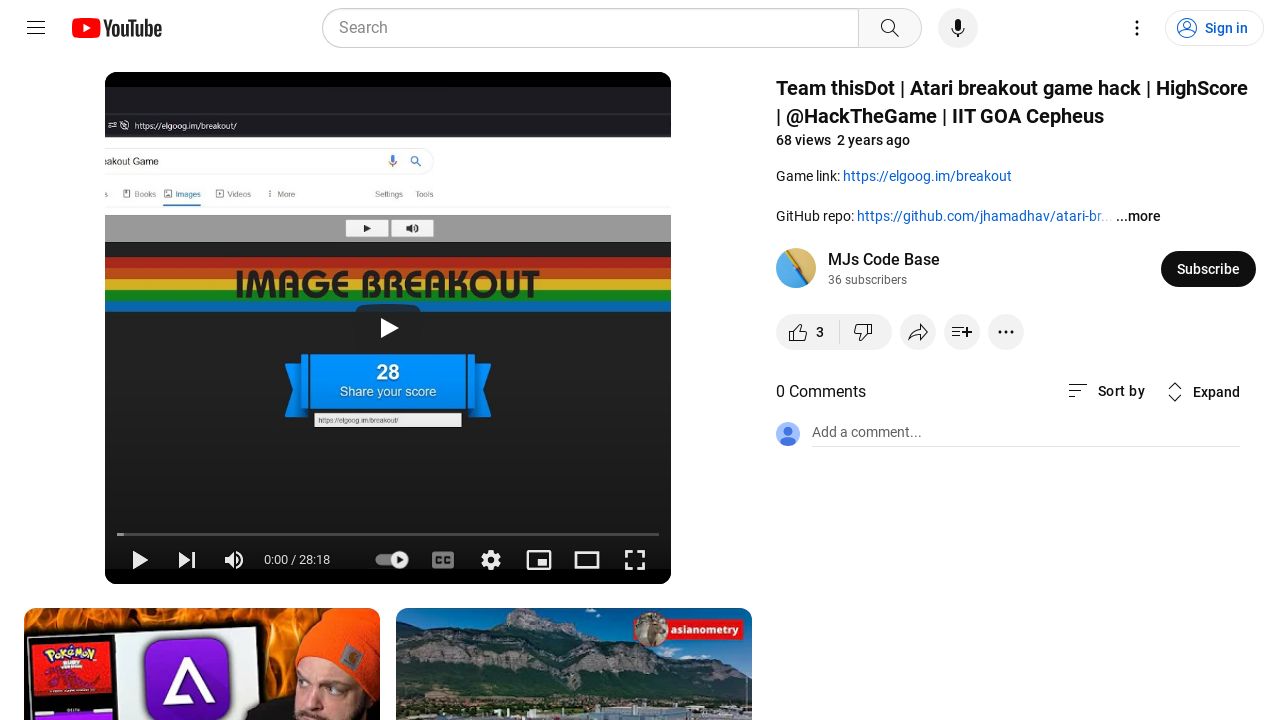 YouTube
Search
Sign in
https://elgoog.im/breakout/
eakout Game
Books
Images
Videos
More
Settings
Tools
IMAGE BREAKOUT
28
Share your score
https://elgoog.im/breakout/
0:00 / 28:18
CC
Team thisDot | Atari breakout game hack | HighScore
| @HackTheGame | IIT GOA Cepheus
68 views 2 years ago
Game link: https://elgoog.im/breakout
GitHub repo: https://github.com/jhamadhav/atari-br... ...more
MJs Code Base
36 subscribers
Subscribe
3
0 Comments
Sort by
Expand
Add a comment...
POKéMON
RUBY
DELTA
asianometry